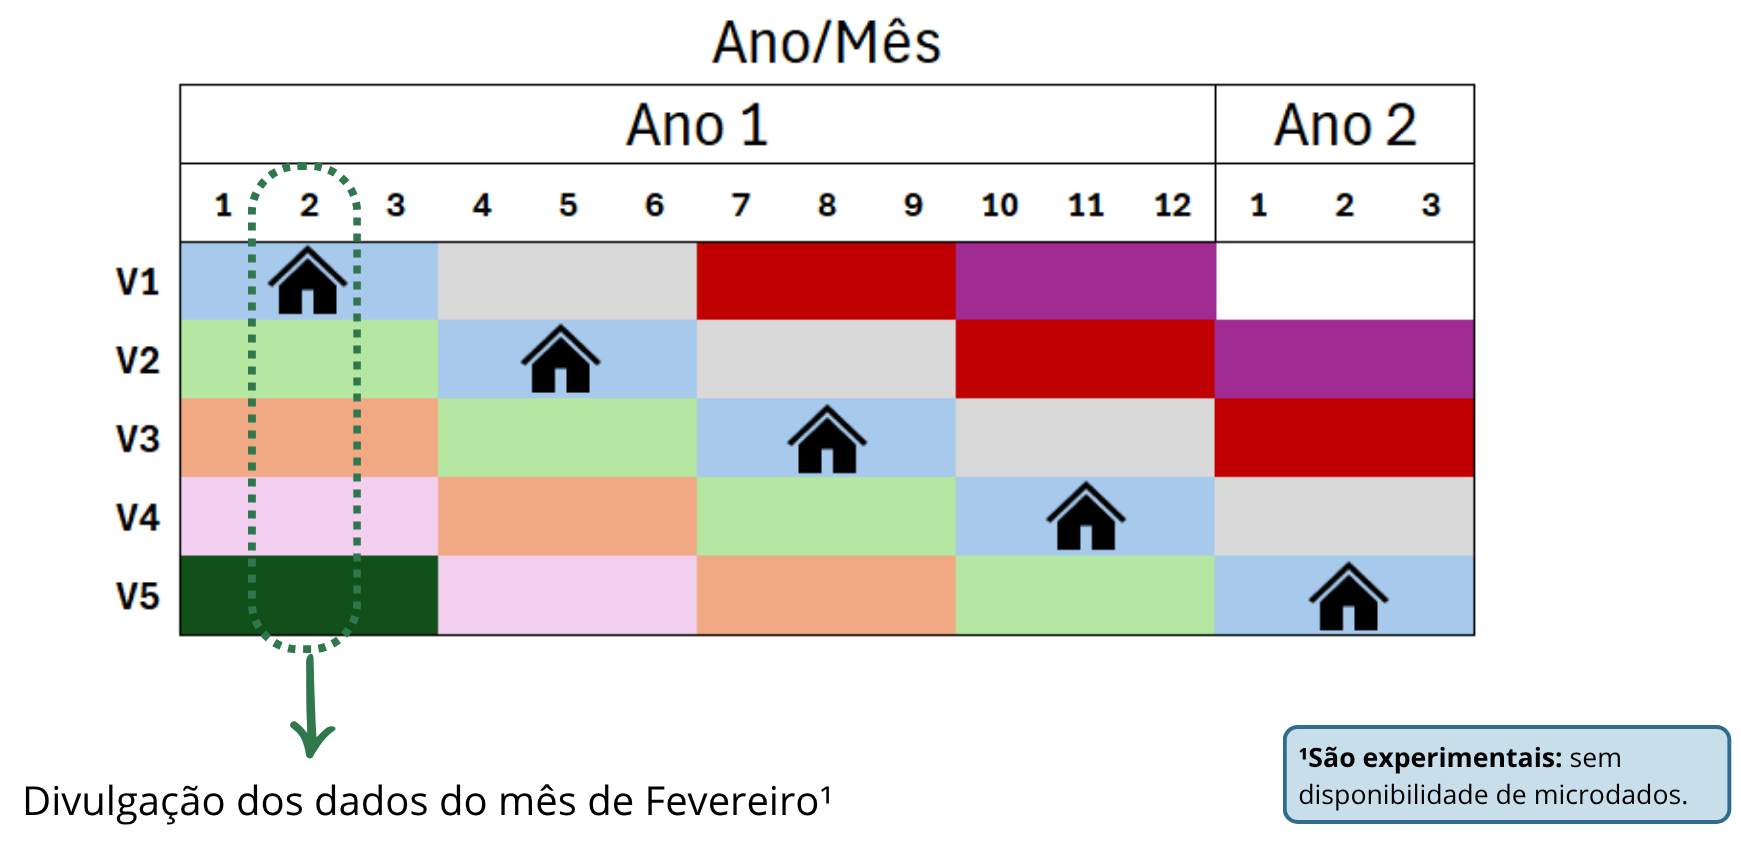 Ano/Mês
Ano 1 Ano 2
1 2 3 4 5 6 7 8 9 10 11 12 1 2 3
V1
V2
V3
V4
V5
Divulgação dos dados do mês de Fevereiro¹
¹São experimentais: sem
disponibilidade de microdados.